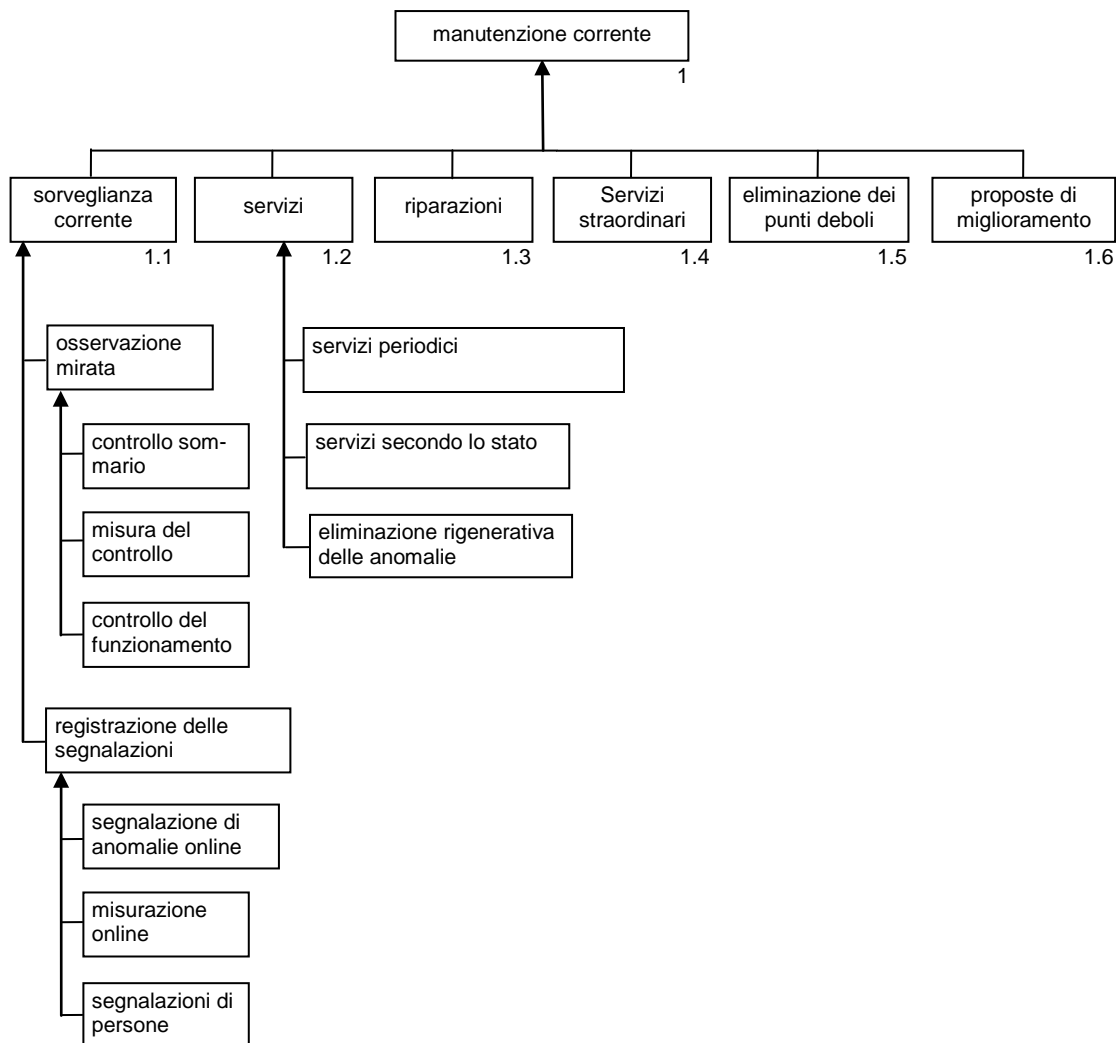 manutenzione corrente
1
sorveglianza
corrente
1.1
servizi
1.2
riparazioni
1.3
Servizi
straordinari
1.4
eliminazione dei
punti deboli
1.5
proposte di
miglioramento
1.6
osservazione
mirata
controllo som-
mario
misura del
controllo
controllo del
funzionamento
registrazione delle
segnalazioni
segnalazione di
anomalie online
misurazione
online
segnalazioni di
persone
servizi periodici
servizi secondo lo stato
eliminazione rigenerativa
delle anomalie